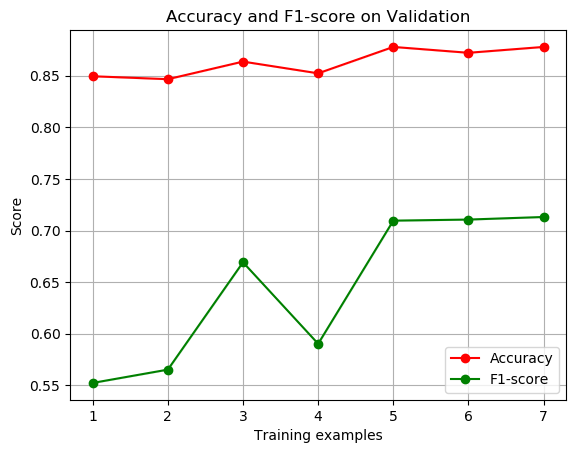 Accuracy and F1-score on Validation
Score
0.85
0.80
0.75
0.70
0.65
0.60
0.55
Accuracy
F1-score
1 2 3 4 5 6 7
Training examples